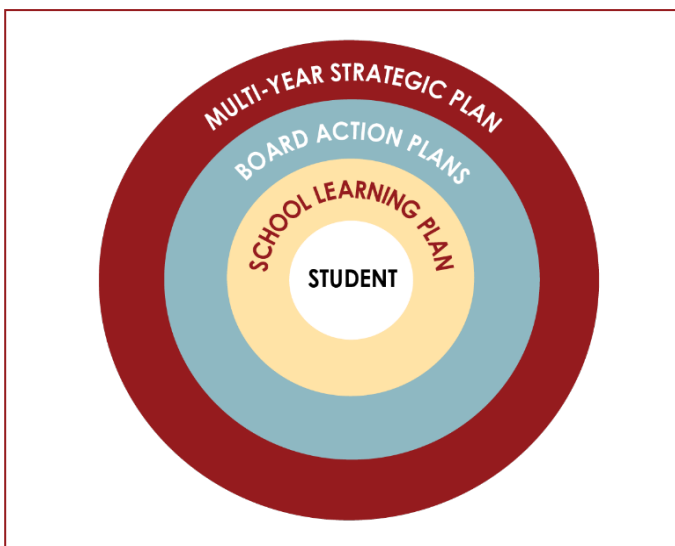 MULTI-YEAR STRATEGIC PLAN
BOARD ACTION PLANS
SCHOOL LEARNING PLAN
STUDENT